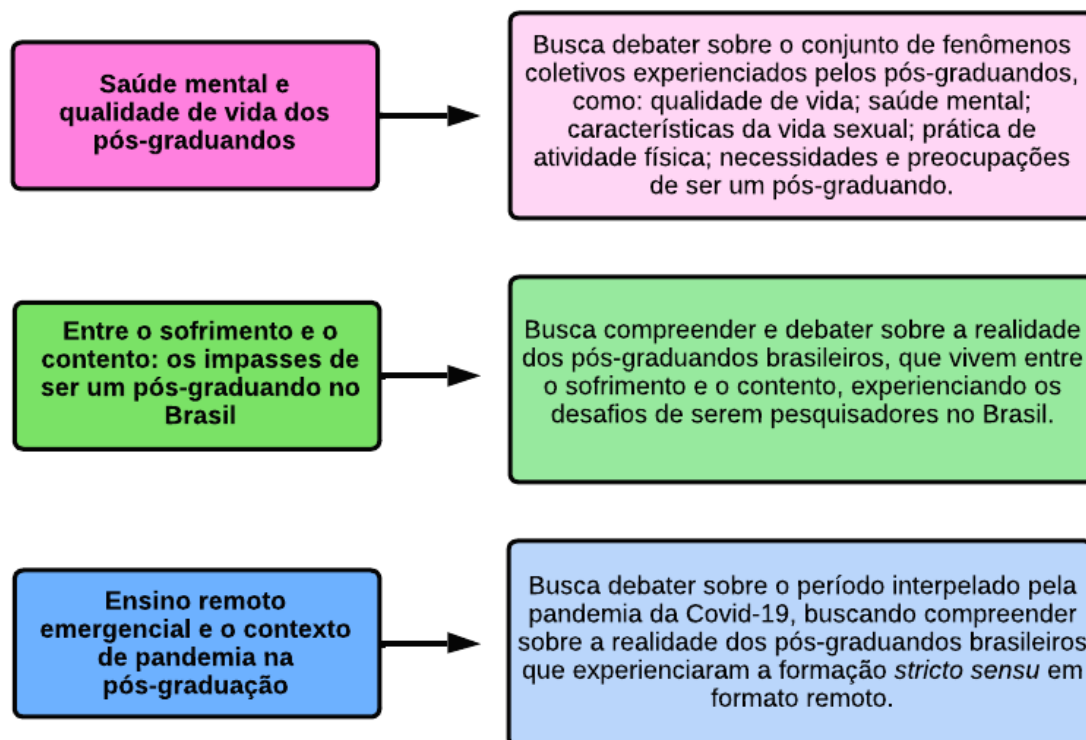 Saúde mental e
qualidade de vida dos
pós-graduandos
Busca debater sobre o conjunto de fenômenos
coletivos experienciados pelos pós-graduandos,
como: qualidade de vida; saúde mental;
características da vida sexual; prática de
atividade física; necessidades e preocupações
de ser um pós-graduando.
Entre o sofrimento e o
contento: os impasses de
ser um pós-graduando no
Brasil
Busca compreender e debater sobre a realidade
dos pós-graduandos brasileiros, que vivem entre
o sofrimento e o contento, experienciando os
desafios de serem pesquisadores no Brasil.
Ensino remoto
emergencial e o contexto
de pandemia na
pós-graduação
Busca debater sobre o período interpelado pela
pandemia da Covid-19, buscando compreender
sobre a realidade dos pós-graduandos brasileiros
que experienciaram a formação stricto sensu em
formato remoto.